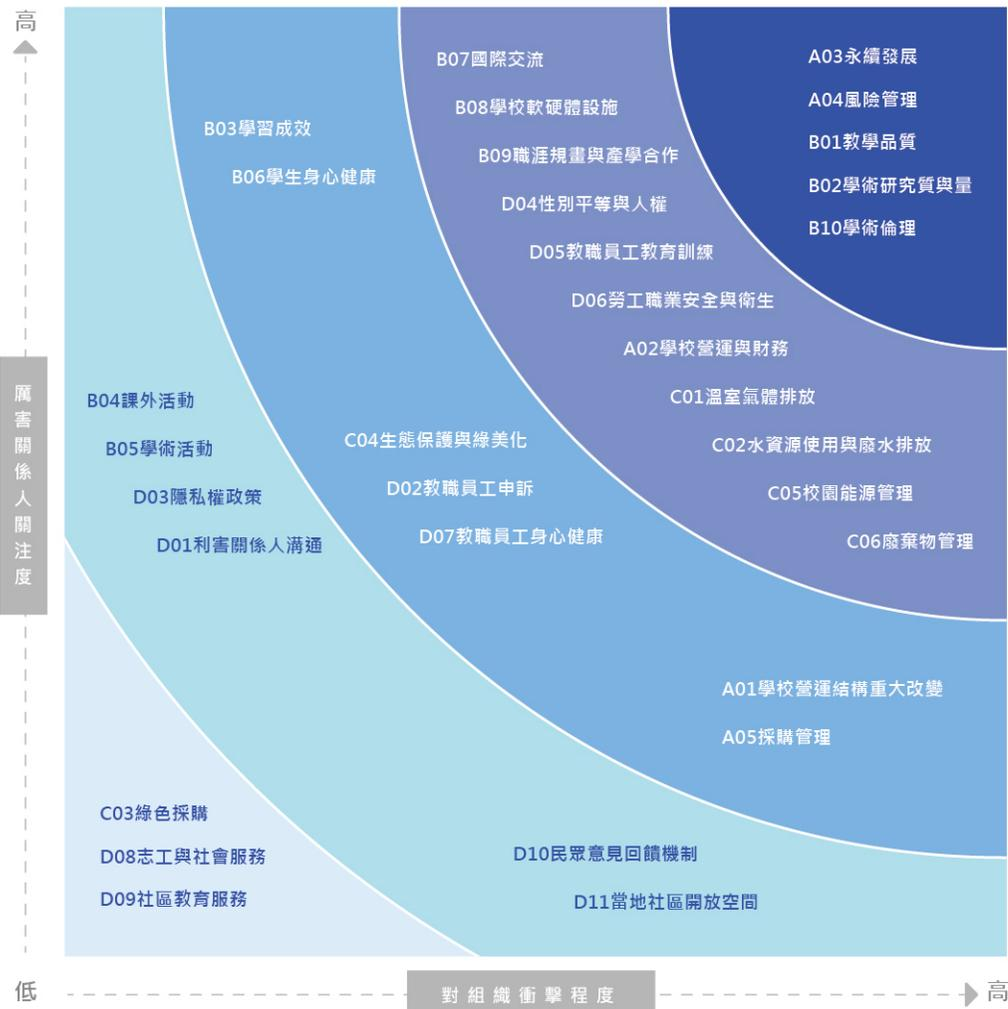 高
A03永續發展
A04風險管理
B01教學品質
B02學術研究質與量
B10學術倫理
B07國際交流
B08學校軟硬體設施
B09職涯規畫與產學合作
D04性別平等與人權
D05教職員工教育訓練
D06勞工職業安全與衛生
A02學校營運與財務
C01溫室氣體排放
C02水資源使用與廢水排放
C05校園能源管理
C06廢棄物管理
B03學習成效
B06學生身心健康
C04生態保護與綠美化
D02教職員工申訴
D07教職員工身心健康
A01學校營運結構重大改變
A05採購管理
B04課外活動
B05學術活動
D03隱私權政策
D01利害關係人溝通
D10民眾意見回饋機制
D11當地社區開放空間
C03綠色採購
D08志工與社會服務
D09社區教育服務
厲害關係人關注度
低
對組織衝擊程度
高